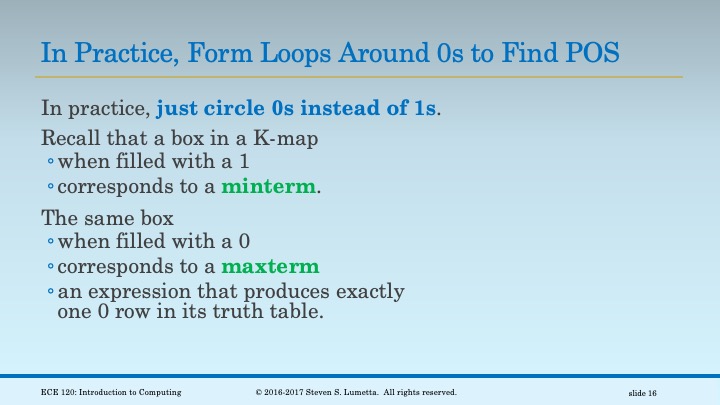 In Practice, Form Loops Around 0s to Find POS
In practice, just circle 0s instead of 1s.
Recall that a box in a K-map
◦when filled with a 1
◦corresponds to a minterm.
The same box
◦when filled with a 0
◦corresponds to a maxterm
◦an expression that produces exactly
one 0 row in its truth table.
ECE 120: Introduction to Computing
© 2016-2017 Steven S. Lumetta. All rights reserved.
slide 16